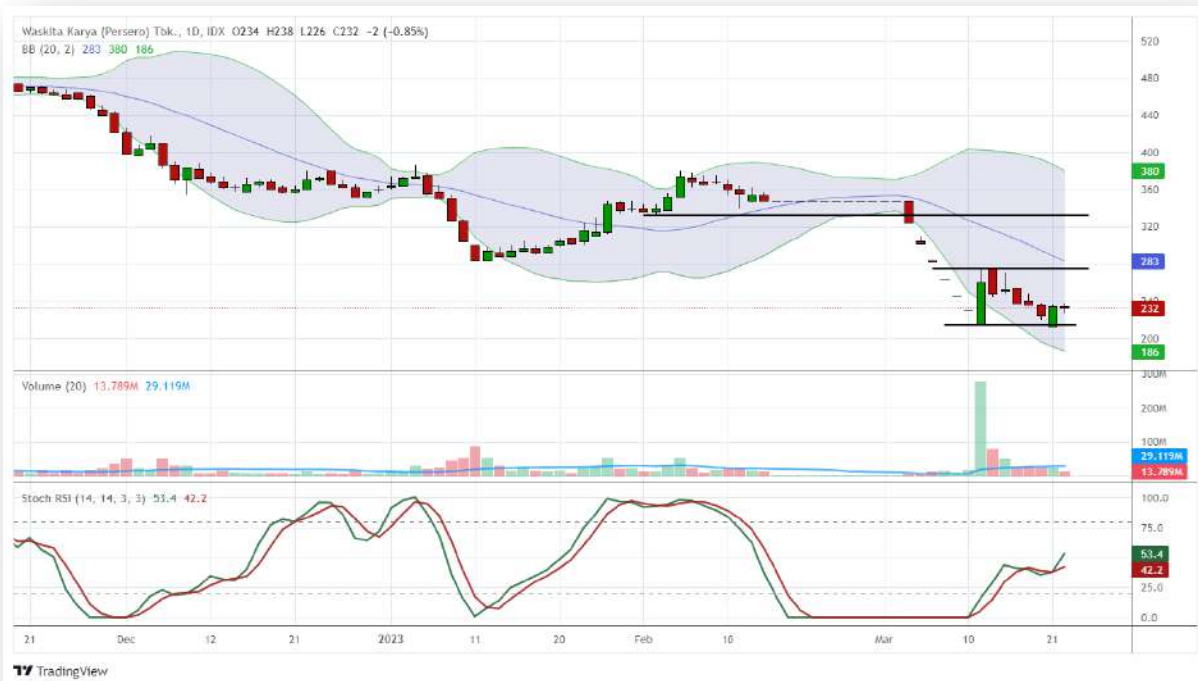 Waskita Karya (Persero) Tbk., 1D, IDX O234 H238 L226 C232 -2 (-0.85%)
BB (20, 2) 283 380 186
520
480
440
400
380
360
320
283
240
232
200
186
Volume (20) 13.789M 29.119M
300M
200M
100M
29.119M
13.789M
Stoch RSI (14, 14, 3, 3) 53.4 42.2
100.0
75.0
53.4
42.2
25.0
0.0
21 Dec 12 21 2023 11 20 Feb 10 Mar 10 21
TradingView